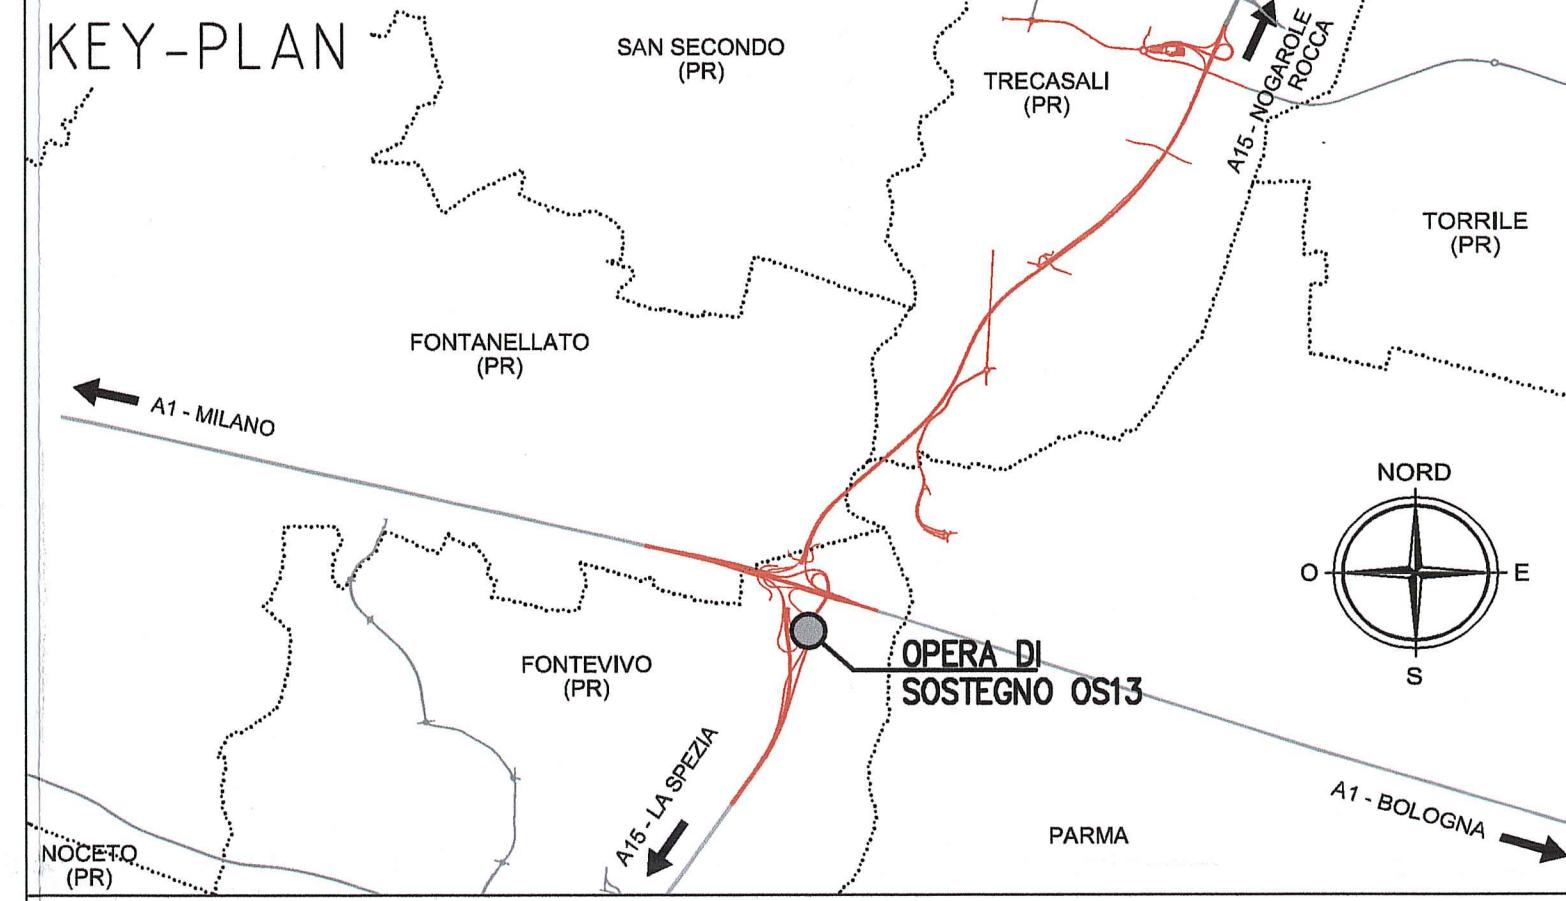 KEY-PLAN
SAN SECONDO
(PR)
TRECASALI
(PR)
A15 - NOGAROLE
ROCCA
TORRILE
(PR)
FONTANELLATO
(PR)
A1 - MILANO
NORD
O
E
S
FONTEVIVO
(PR)
OPERA DI
SOSTEGNO OS13
A15 - LA SPEZIA
A1 - BOLOGNA
PARMA
NOCETO
(PR)